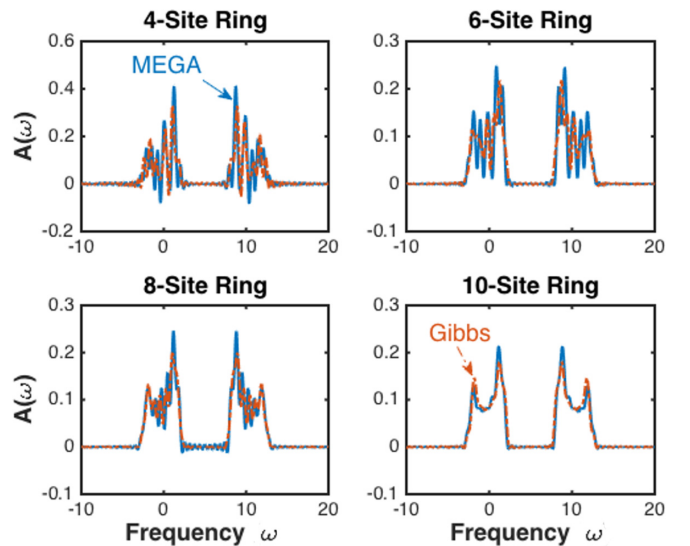 4-Site Ring
6-Site Ring
0.6
0.4
0.2
0
-0.2
A(ω)
MEGA
-10 0 10 20
0.3
0.2
0.1
0
-0.1
-10 0 10 20
8-Site Ring
10-Site Ring
0.3
0.2
0.1
0
-0.1
A(ω)
-10 0 10 20
Frequency ω
0.3
0.2
0.1
0
-0.1
Gibbs
-10 0 10 20
Frequency ω